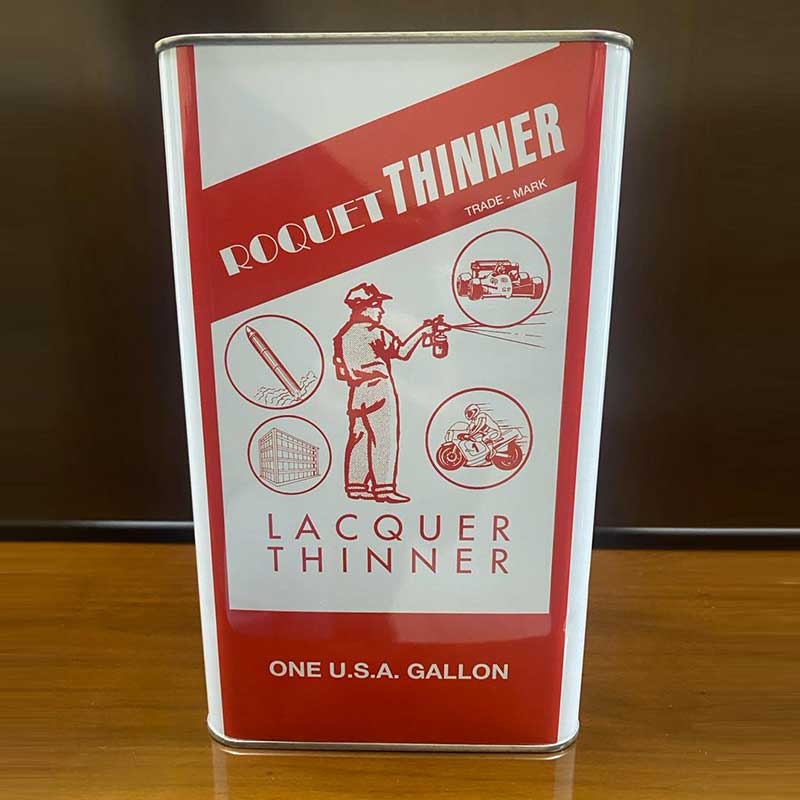 ROQUET THINNER
TRADE - MARK
LACQUER
THINNER
ONE U.S.A. GALLON